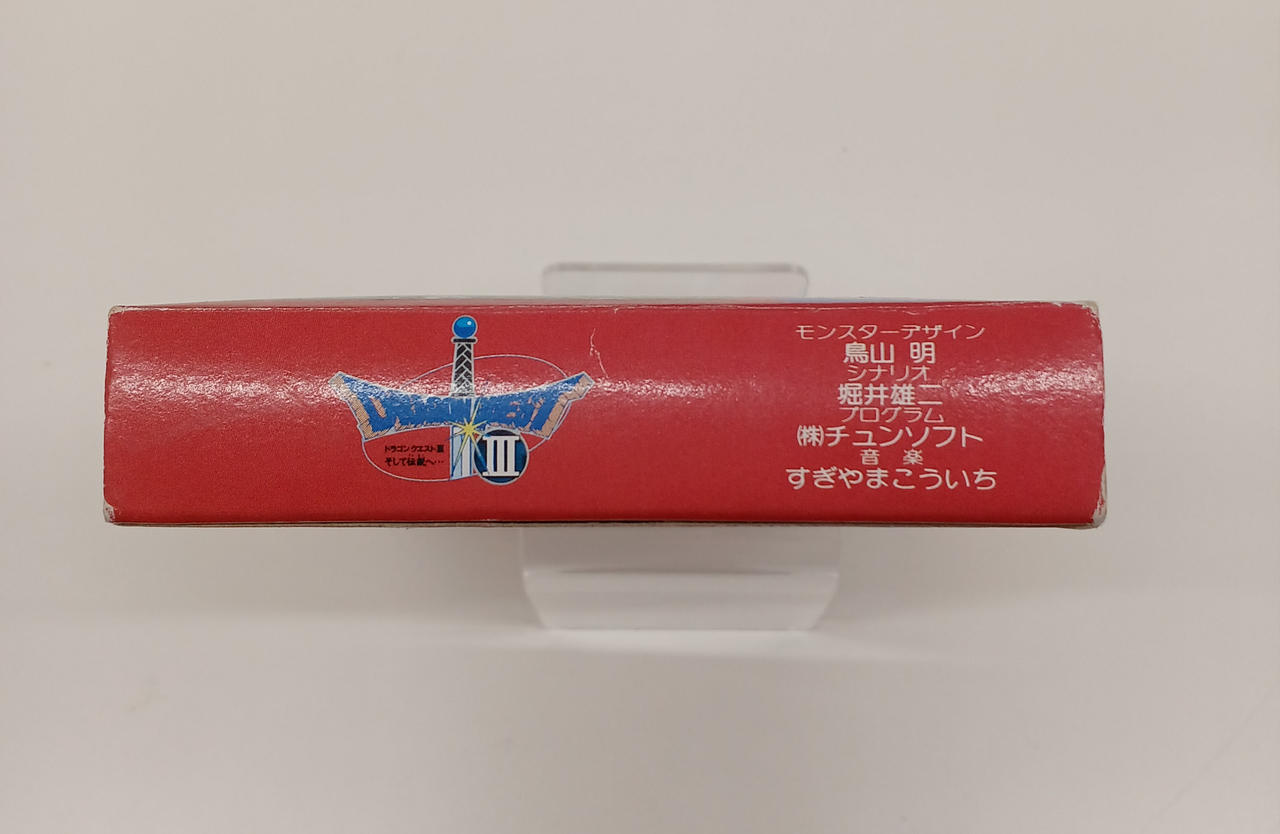 ドラゴンクエストⅢ
そして伝説へ…
III
モンスターデザイン
鳥山 明
シナリオ
堀井雄二
プログラム
㈱チュンソフト
音 楽
すぎやまこういち